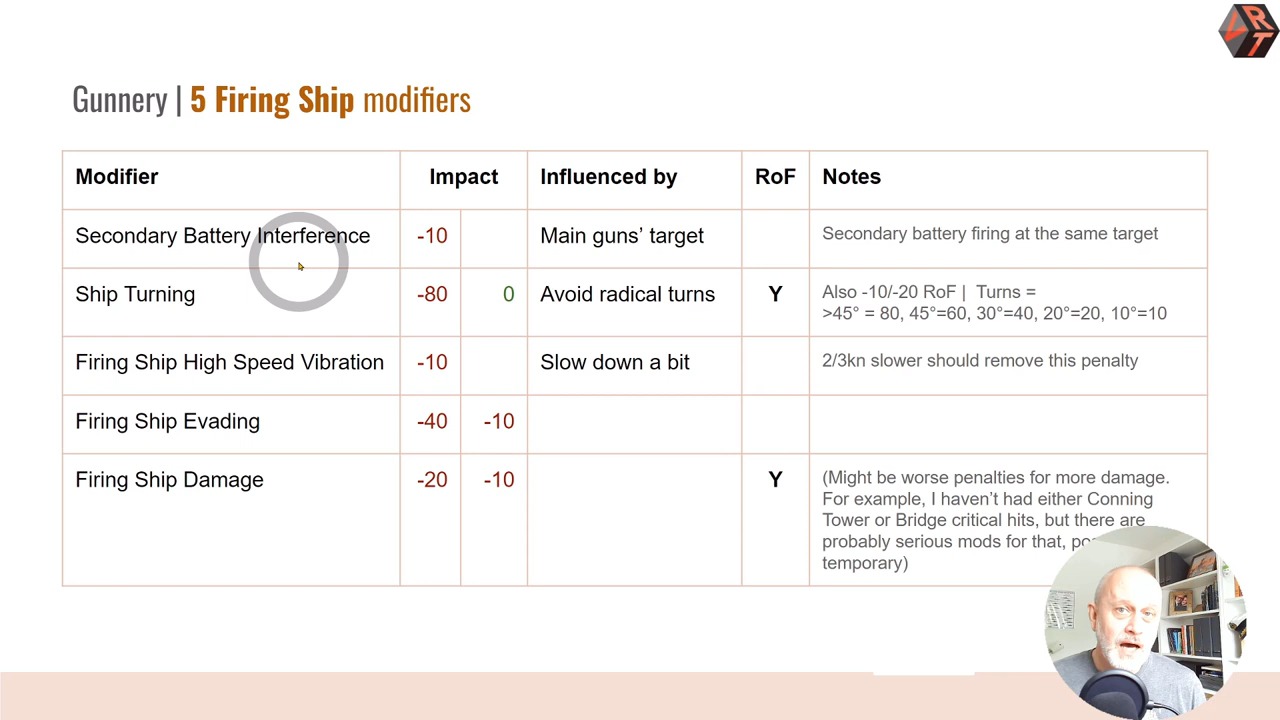 VRT
Gunnery | 5 Firing Ship modifiers
Modifier Impact Influenced by RoF Notes
Secondary Battery Interference -10 Main guns’ target Secondary battery firing at the same target
Ship Turning -80 0 Avoid radical turns Y Also -10/-20 RoF | Turns =
>45° = 80, 45°=60, 30°=40, 20°=20, 10°=10
Firing Ship High Speed Vibration -10 Slow down a bit 2/3kn slower should remove this penalty
Firing Ship Evading -40 -10
Firing Ship Damage -20 -10 Y (Might be worse penalties for more damage.
For example, I haven’t had either Conning
Tower or Bridge critical hits, but there are
probably serious mods for that,
temporary)